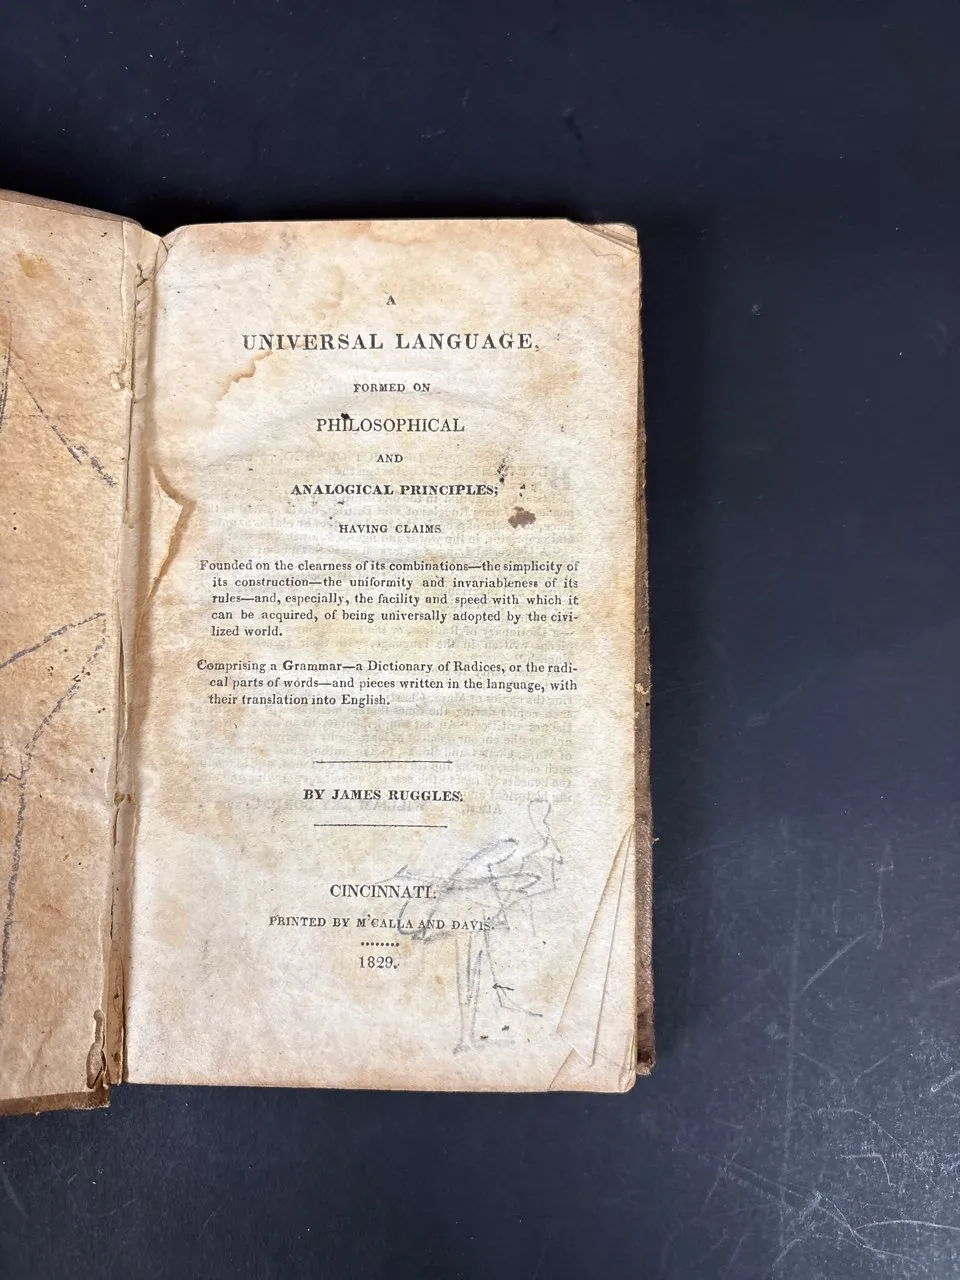 A
UNIVERSAL LANGUAGE,
FORMED ON
PHILOSOPHICAL
AND
ANALOGICAL PRINCIPLES;
HAVING CLAIMS
Founded on the clearness of its combinations—the simplicity of
its construction—the uniformity and invariableness of its
rules—and, especially, the facility and speed with which it
can be acquired, of being universally adopted by the civi-
lized world.
Comprising a Grammar—a Dictionary of Radices, or the radi-
cal parts of words—and pieces written in the language, with
their translation into English.
BY JAMES RUGGLES.
CINCINNATI:
PRINTED BY M'CALLA AND DAVIS.
1829.